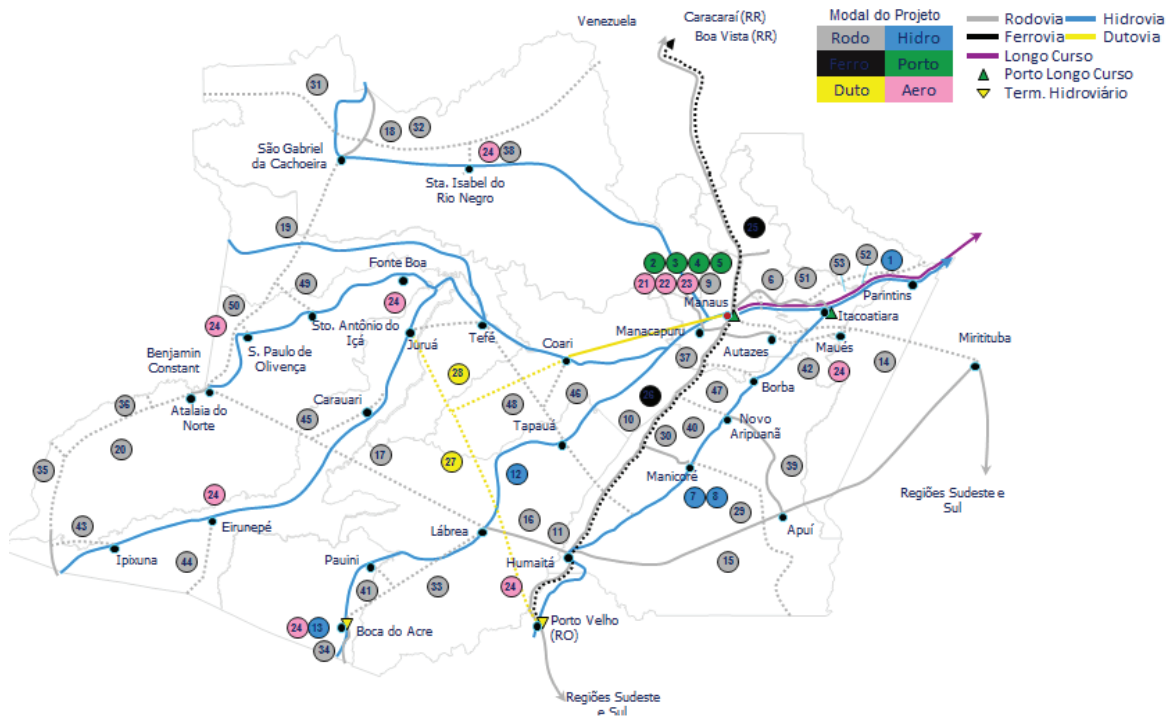 Venezuela
Caracaraí (RR)
Boa Vista (RR)
Modal do Projeto
Rodo
Hidro
Ferro
Porto
Duto
Aero
Rodovia
Hidrovia
Ferrovia
Dutovia
Longo Curso
Porto Longo Curso
Term. Hidroviário
31
18
32
São Gabriel
da Cachoeira
24
38
Sta. Isabel do
Rio Negro
19
25
2
3
4
5
21
22
23
9
Manaus
6
51
53
52
1
Parintins
Fonte Boa
49
50
24
24
Sto. Antônio do
Içá
S. Paulo de
Olivença
Juruá
Tefé
Coari
Manacapuru
Autazes
Itacoatiara
Maués
Miritituba
Benjamin
Constant
Atalaia do
Norte
28
37
42
24
14
Borba
36
45
Carauari
48
46
26
47
Tapauá
10
30
40
Novo
Aripuanã
20
35
17
27
12
Manicoré
39
7
8
29
Regiões Sudeste e
Sul
24
Eirunepé
Lábrea
16
11
Apuí
43
Ipixuna
44
Pauini
Humaitá
15
41
33
24
24
13
Boca do Acre
34
Porto Velho
(RO)
Regiões Sudeste
e Sul